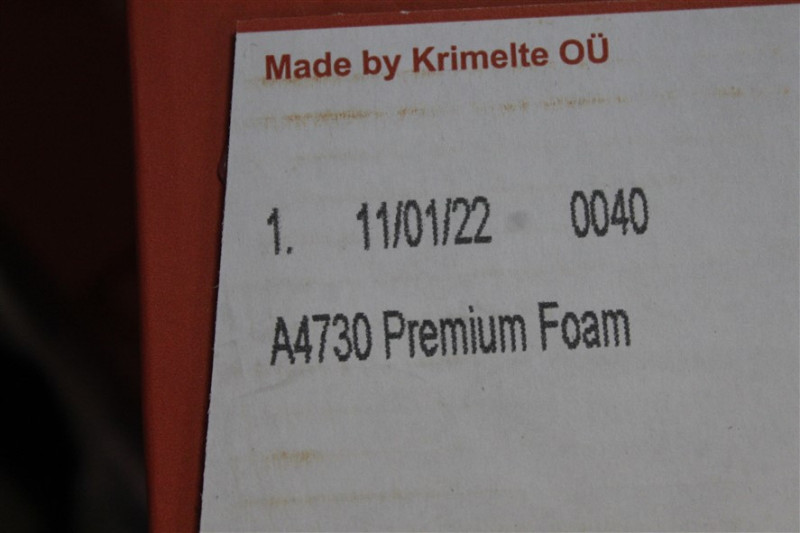 Made by Krimelte OÜ
1. 11/01/22 0040
A4730 Premium Foam